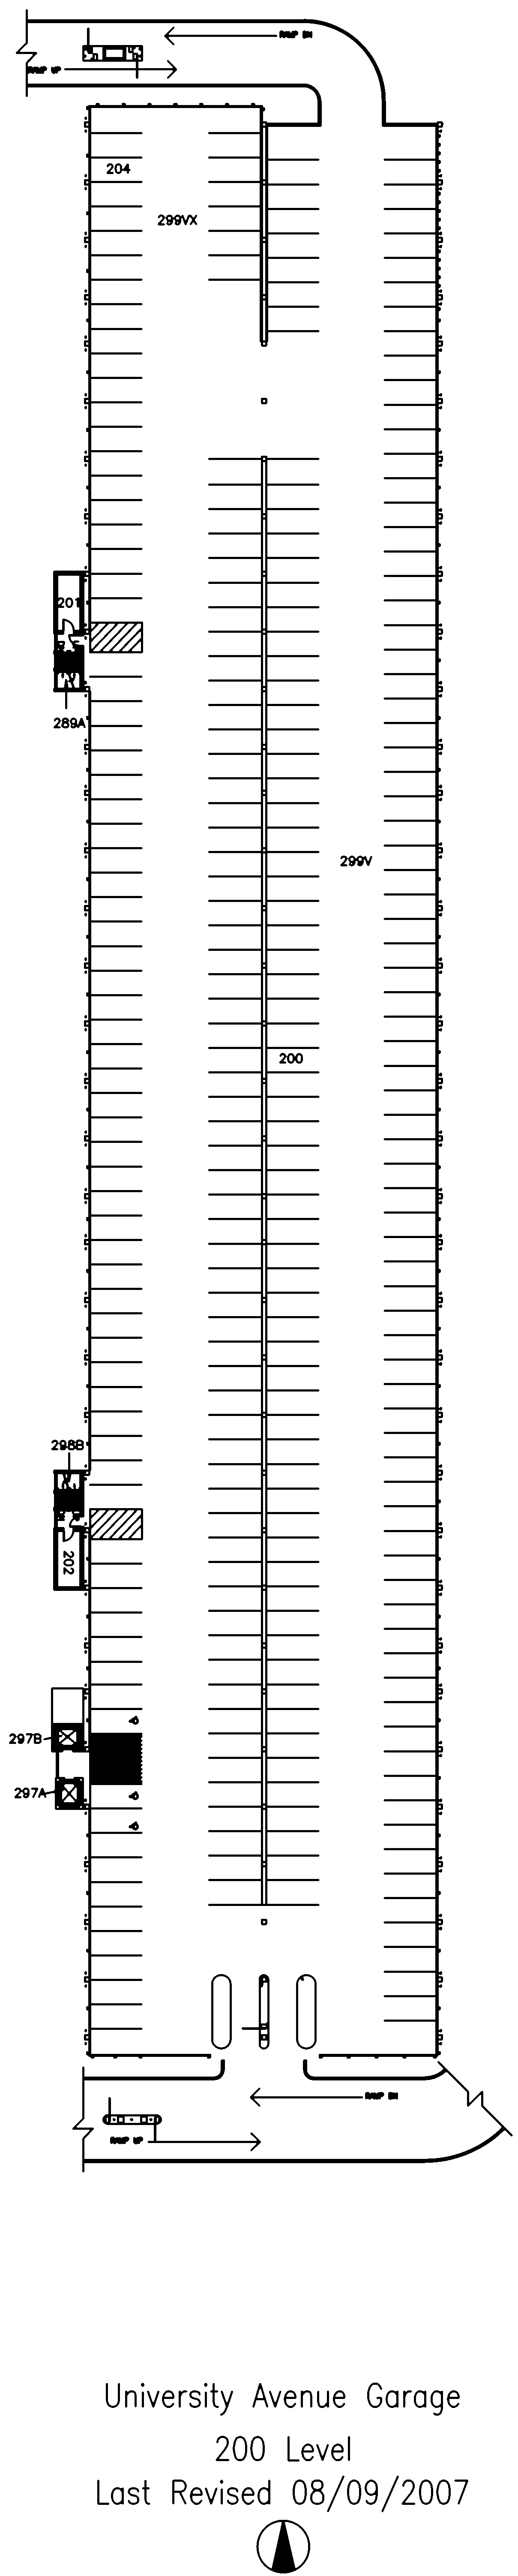 RAMP DN
RAMP UP
204
299VX
201
289A
299V
200
298B
202
297B
297A
RAMP DN
RAMP UP
University Avenue Garage
200 Level
Last Revised 08/09/2007